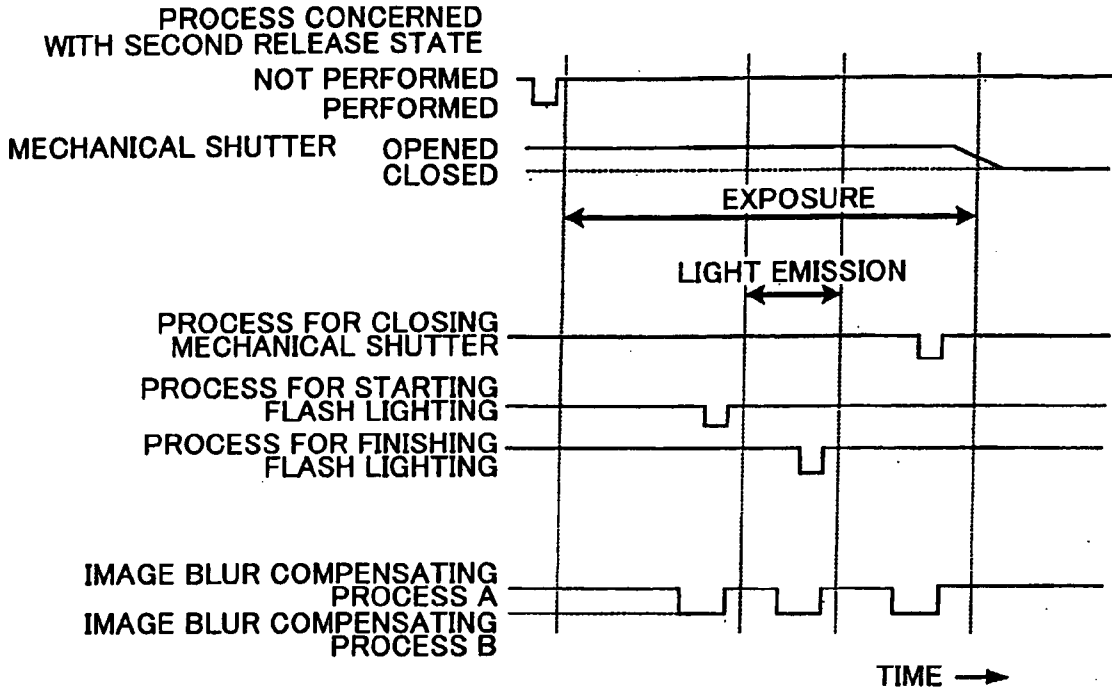 PROCESS CONCERNED
WITH SECOND RELEASE STATE
NOT PERFORMED
PERFORMED
MECHANICAL SHUTTER OPENED
CLOSED
EXPOSURE
LIGHT EMISSION
PROCESS FOR CLOSING
MECHANICAL SHUTTER
PROCESS FOR STARTING
FLASH LIGHTING
PROCESS FOR FINISHING
FLASH LIGHTING
IMAGE BLUR COMPENSATING
PROCESS A
IMAGE BLUR COMPENSATING
PROCESS B
TIME